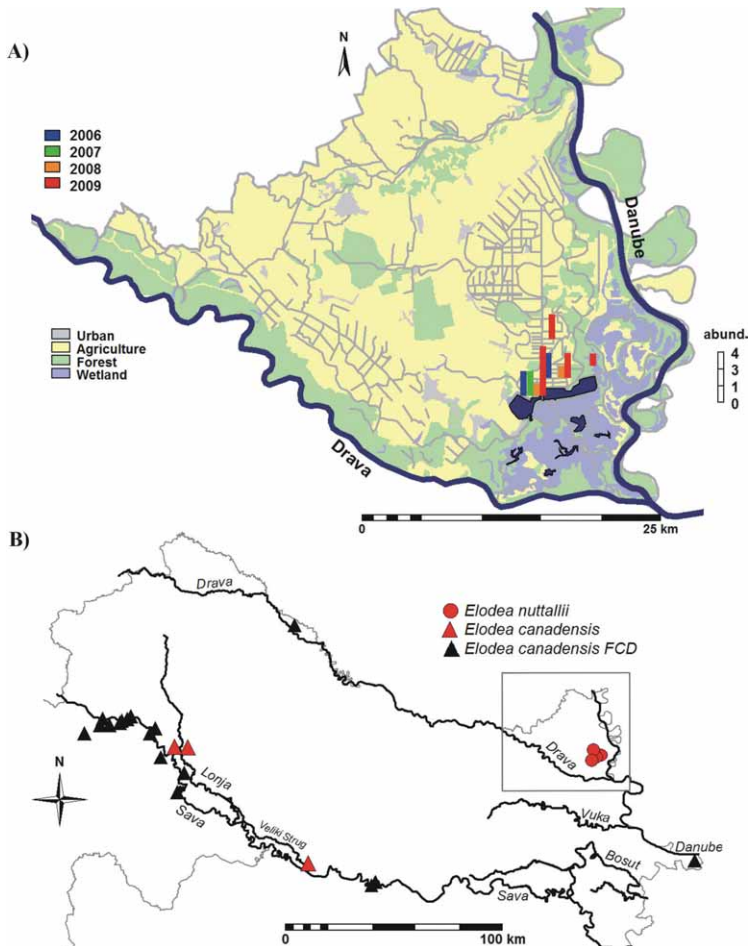 A)
N
2006
2007
2008
2009
Danube
Urban
Agriculture
Forest
Wetland
abund.
4
3
1
0
Drava
0
25 km
B)
Drava
Elodea nuttallii
Elodea canadensis
Elodea canadensis FCD
N
Drava
Lonja
Sava
Veliki Strug
Vuka
Danube
Bosut
Sava
0
100 km